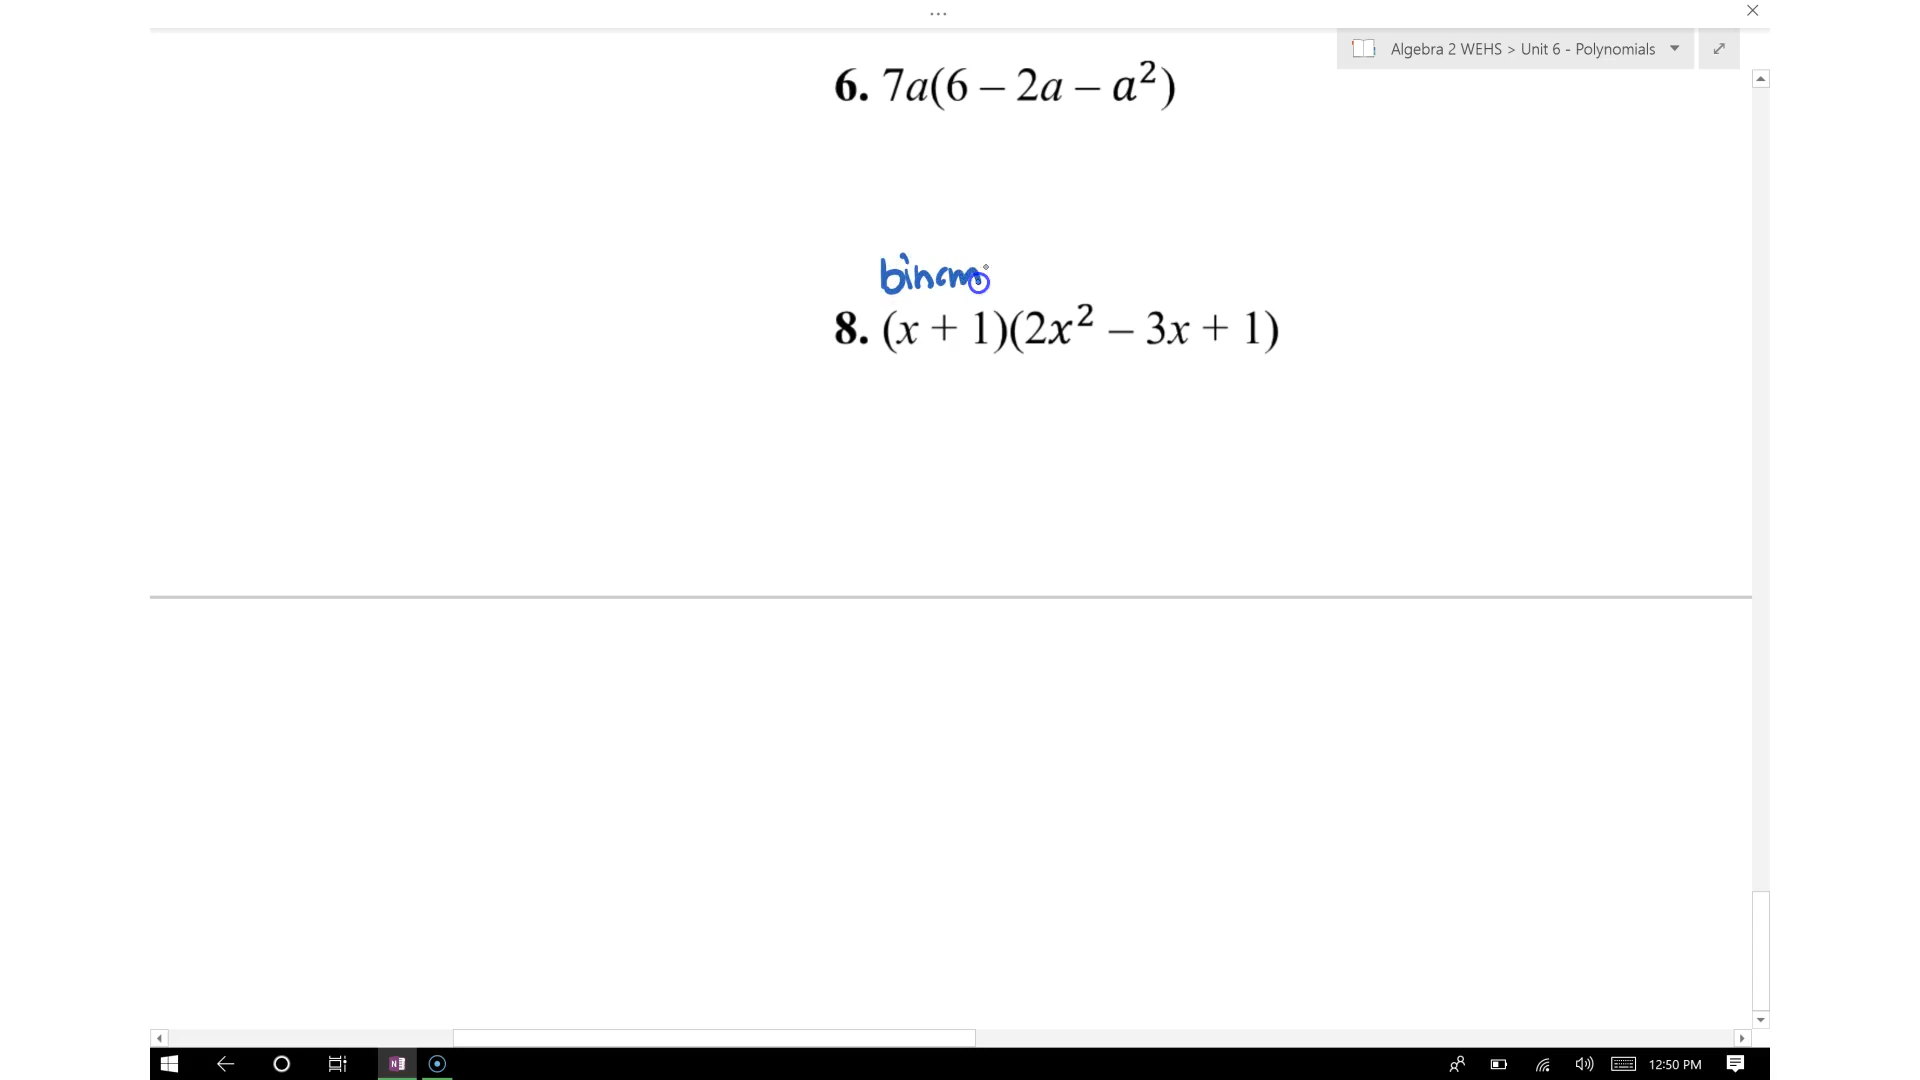 ...
Algebra 2 WEHS > Unit 6 - Polynomials
6. 7a(6 – 2a – a²)
binom
8. (x + 1)(2x² – 3x + 1)
N
12:50 PM